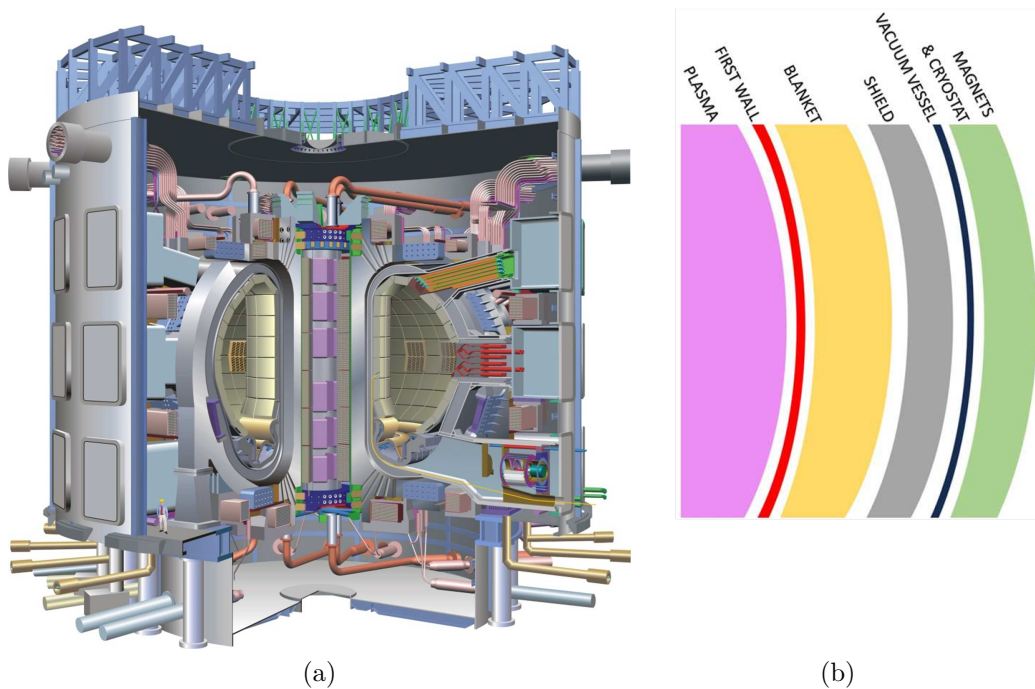 PLASMA
FIRST WALL
BLANKET
SHIELD
VACUUM VESSEL
& CRYOSTAT
MAGNETS
(a)
(b)